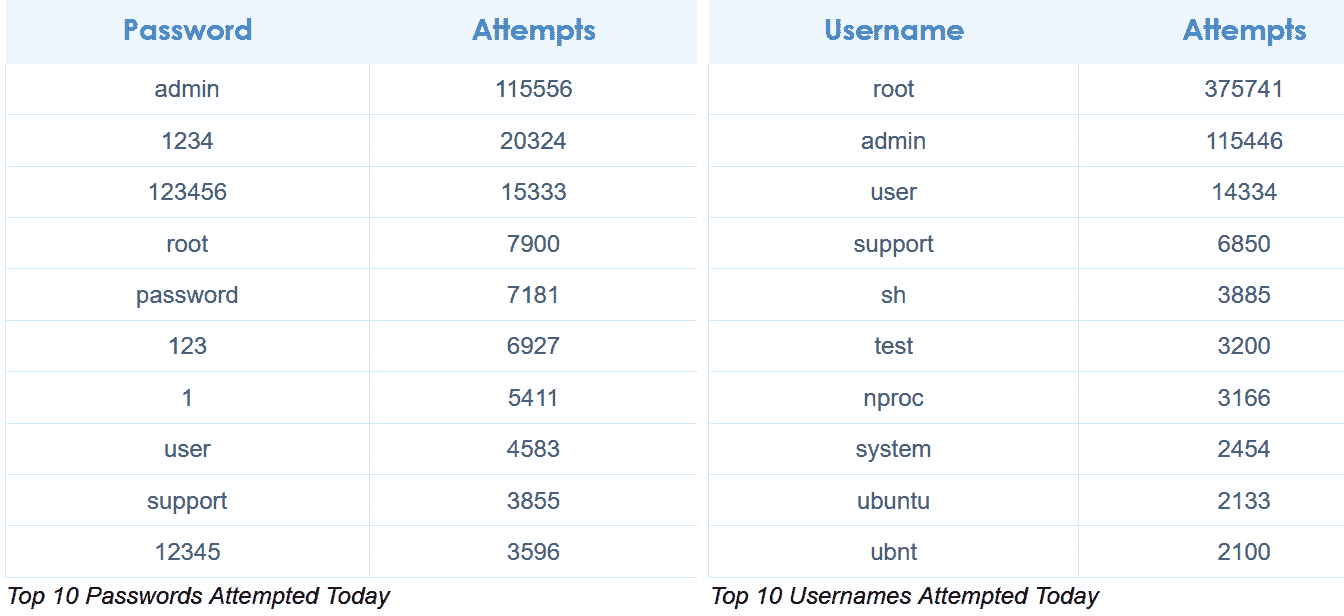 Password Attempts Username Attempts
admin 115556 root 375741
1234 20324 admin 115446
123456 15333 user 14334
root 7900 support 6850
password 7181 sh 3885
123 6927 test 3200
1 5411 nproc 3166
user 4583 system 2454
support 3855 ubuntu 2133
12345 3596 ubnt 2100
Top 10 Passwords Attempted Today Top 10 Usernames Attempted Today